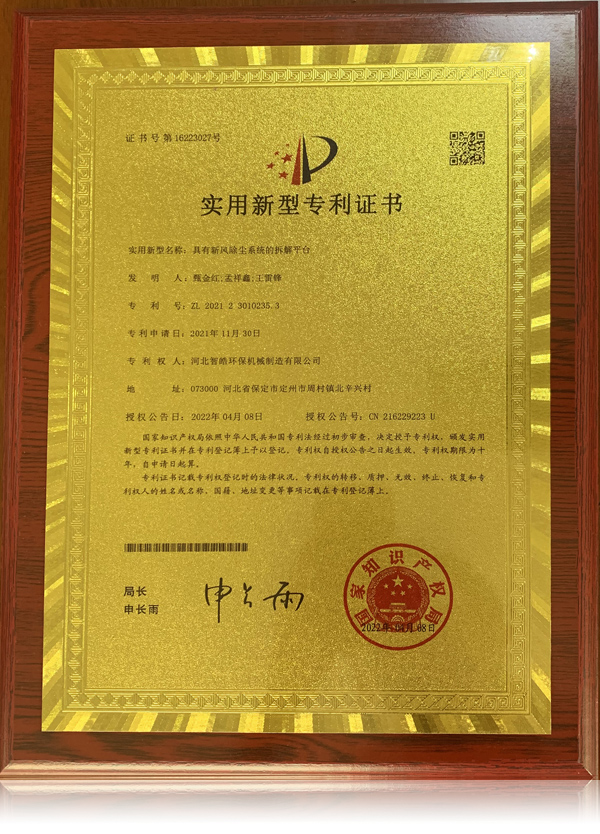 证书号第16223027号
实用新型专利证书
实用新型名称：具有新风除尘系统的拆解平台
发 明 人：甄金红;孟祥鑫;王雷锋
专 利 号：ZL 2021 2 3010235.3
专利申请日：2021年11月30日
专 利 权 人：河北智皓环保机械制造有限公司
地 址：073000 河北省保定市定州市周村镇北辛兴村
授权公告日：2022年04月08日 授权公告号：CN 216229223 U
国家知识产权局依照中华人民共和国专利法经过初步审查，决定授予专利权，颁发实用
新型专利证书并在专利登记簿上予以登记。专利权自授权公告之日起生效。专利权期限为十
年，自申请日起算。
专利证书记载专利权登记时的法律状况。专利权的转移、质押、无效、终止、恢复和专
利权人的姓名或名称、国籍、地址变更等事项记载在专利登记簿上。
局长
申长雨
申长雨
国家知识产权局
2022年04月08日